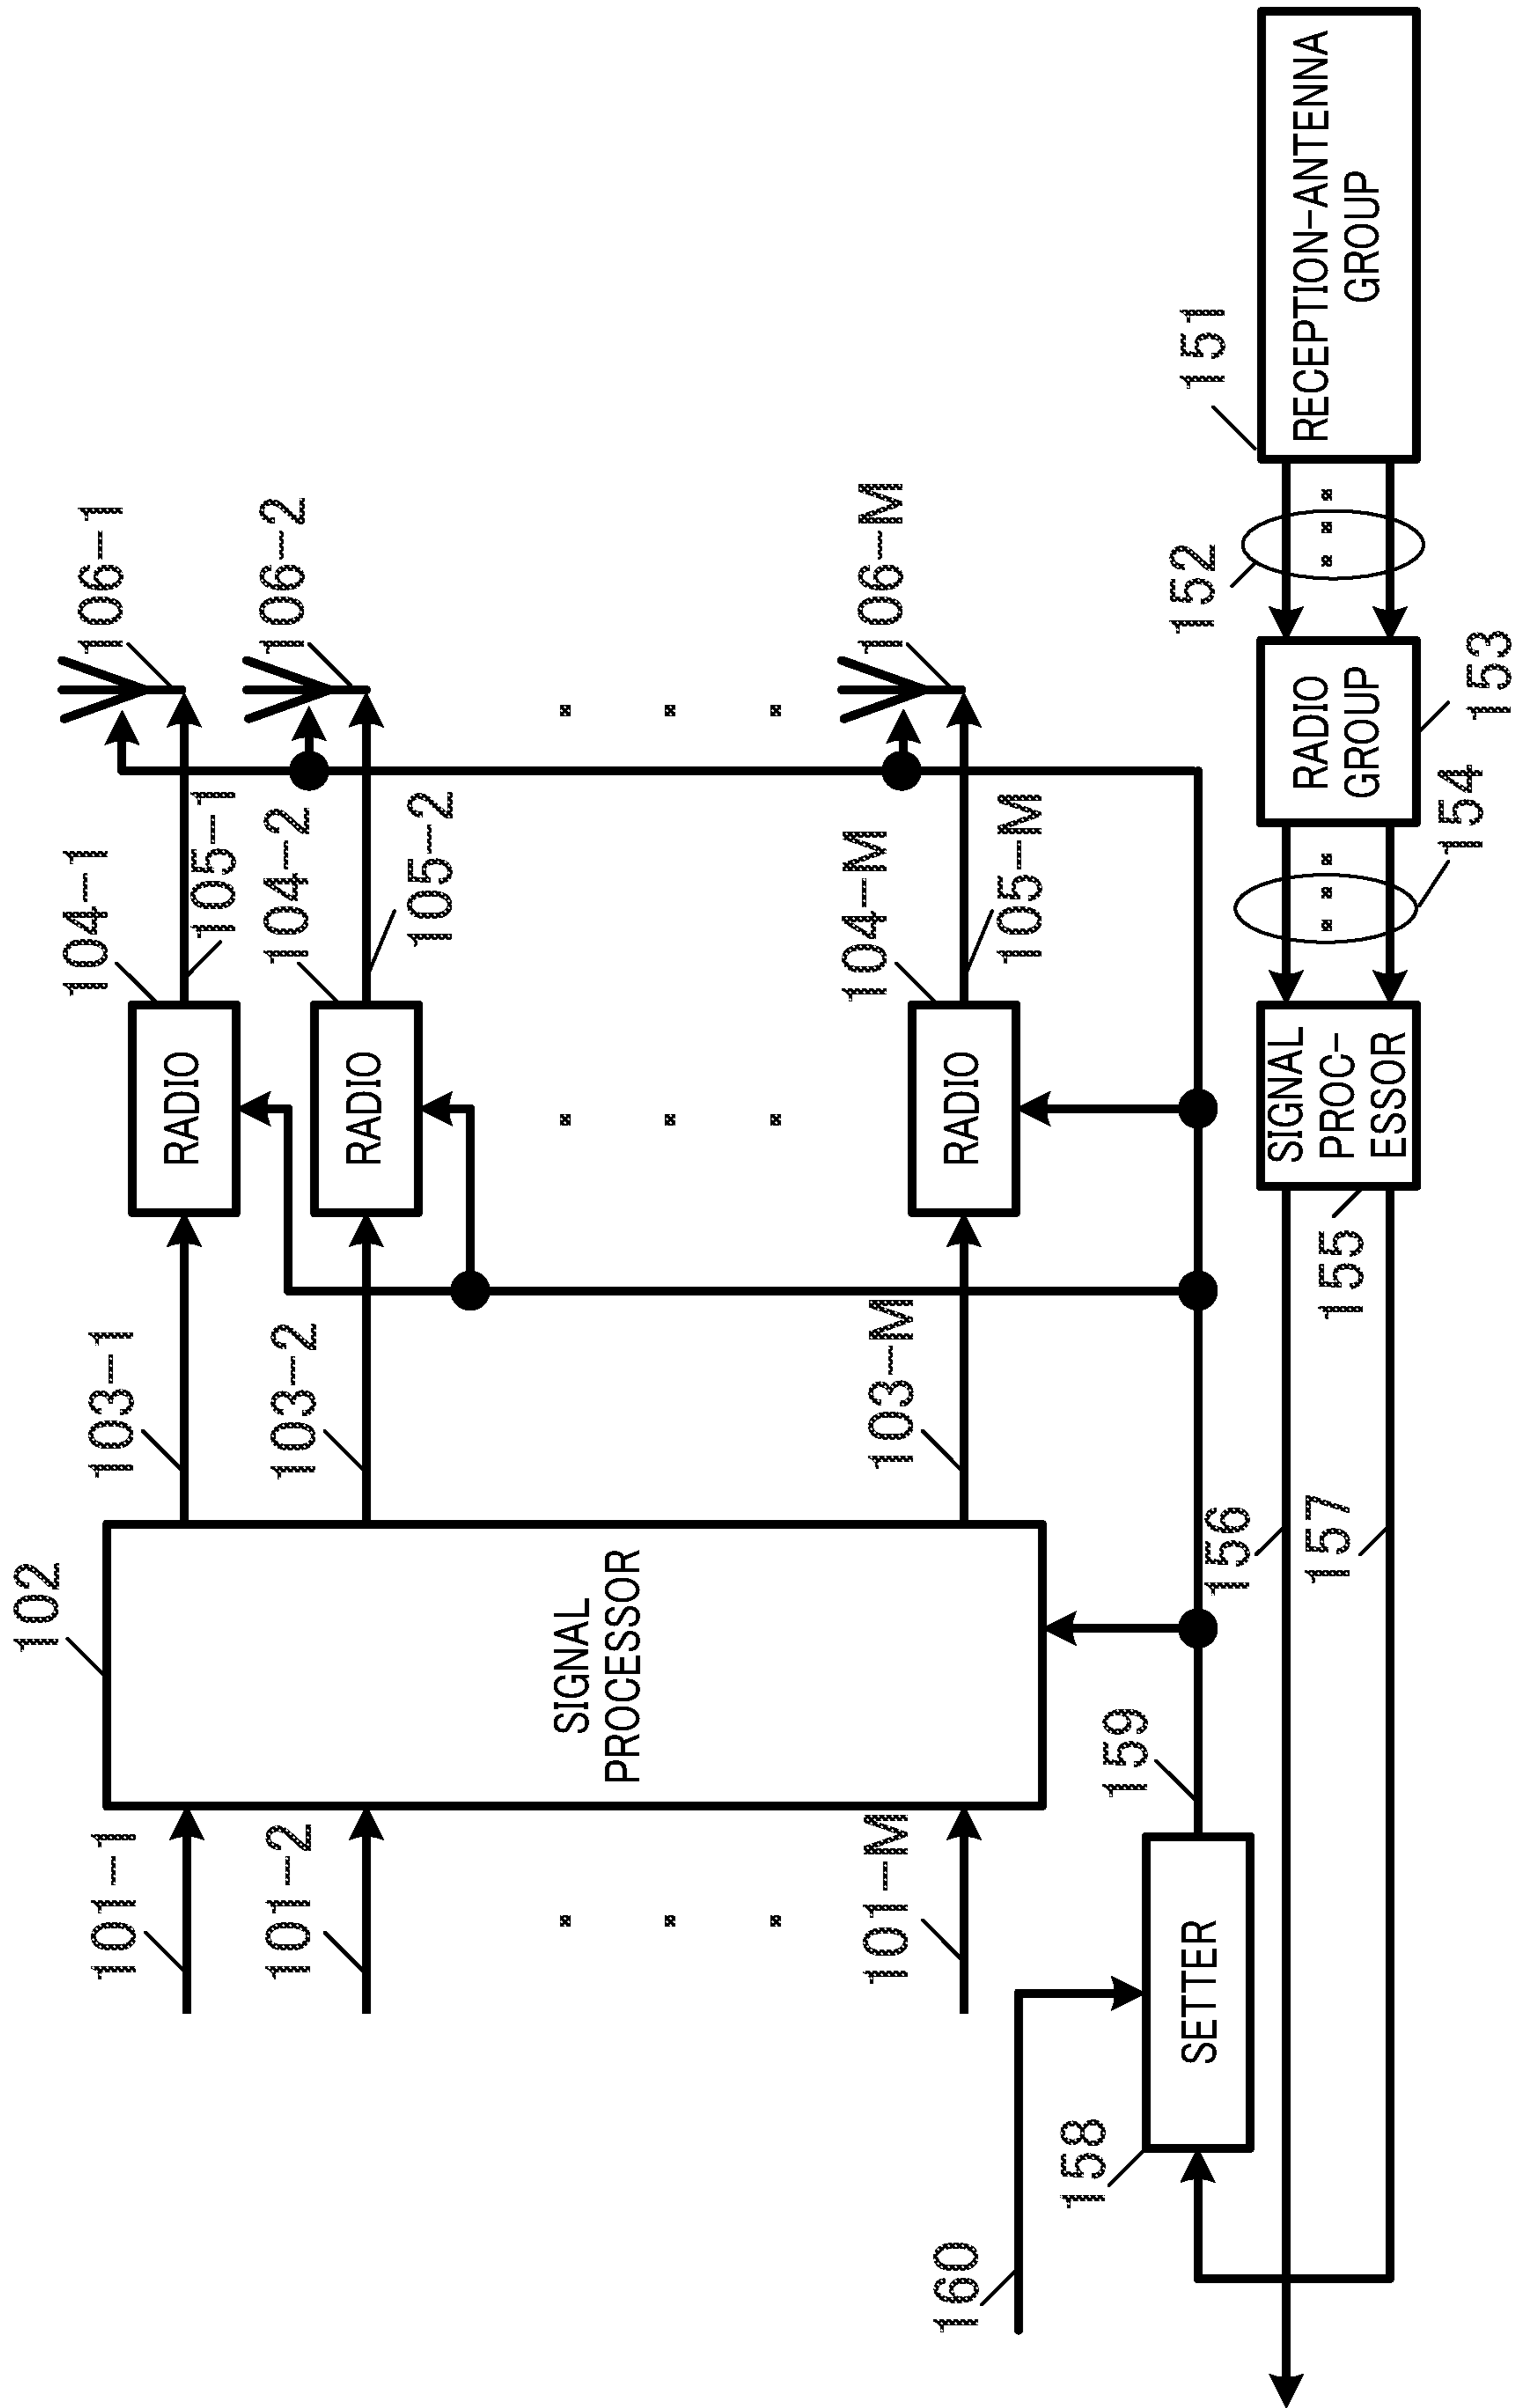 102
101-1
101-2
101-M
SIGNAL
PROCESSOR
103-1
103-2
103-M
104-1
RADIO
105-1
104-2
RADIO
105-2
104-M
RADIO
105-M
106-1
106-2
106-M
160
158
SETTER
159
156
157
155
SIGNAL
PROC-
ESSOR
154
RADIO
GROUP
153
152
151
RECEPTION-ANTENNA
GROUP